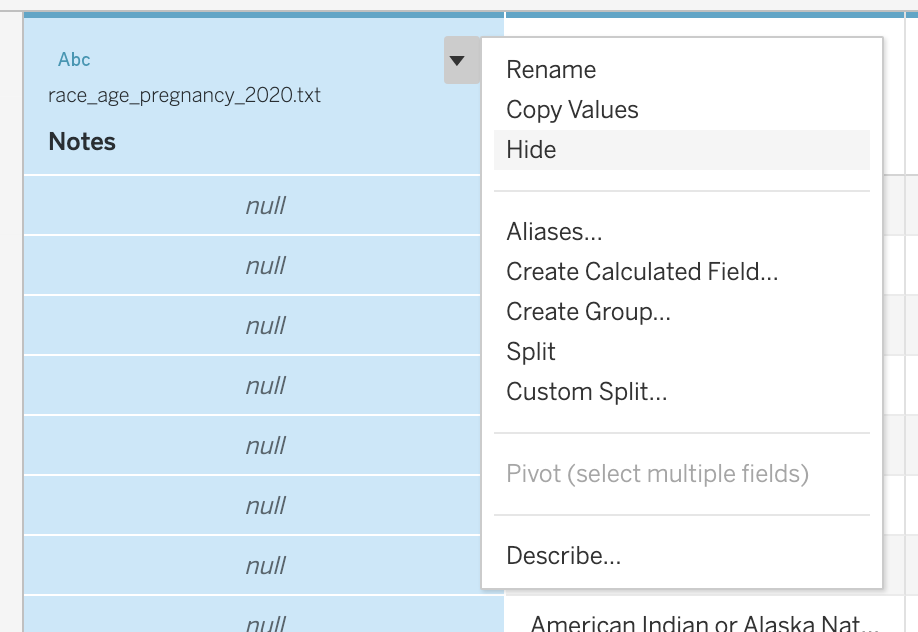 Abc
race_age_pregnancy_2020.txt
Notes
null
null
null
null
null
null
null
null
Rename
Copy Values
Hide
Aliases...
Create Calculated Field...
Create Group...
Split
Custom Split...
Pivot (select multiple fields)
Describe...
American Indian or Alaska Nat...